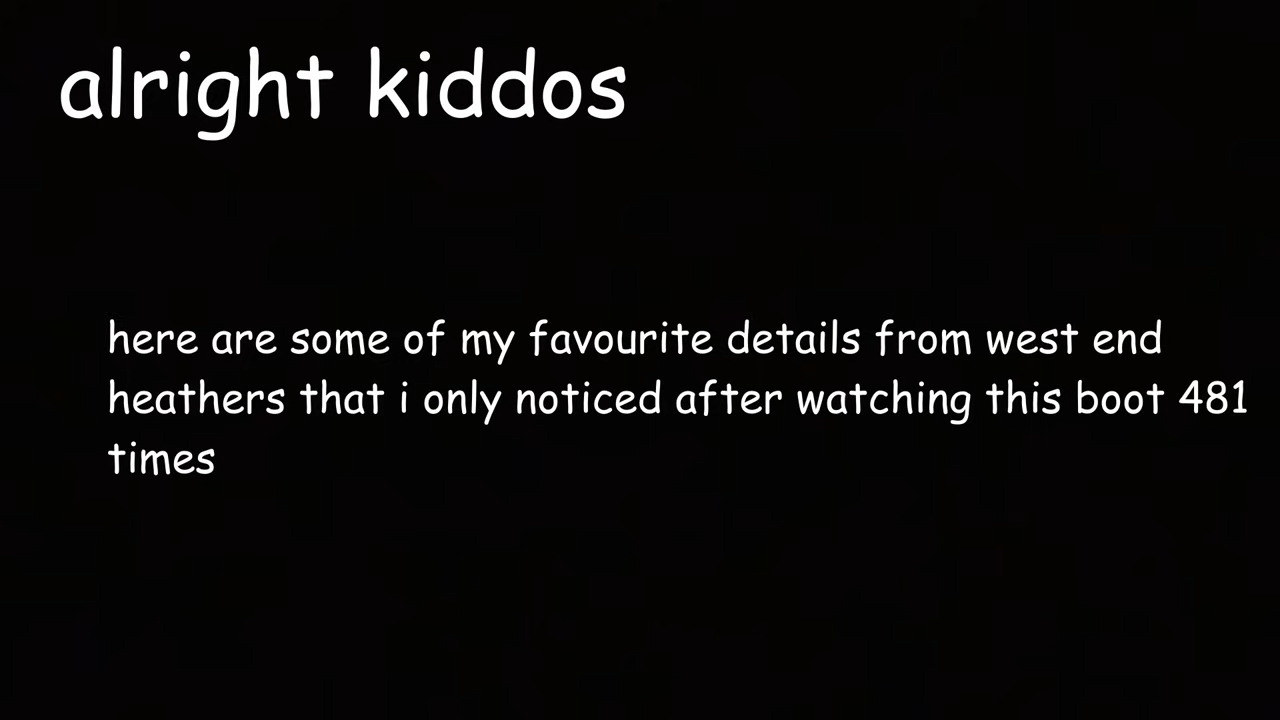 alright kiddos
here are some of my favourite details from west end
heathers that i only noticed after watching this boot 481
times